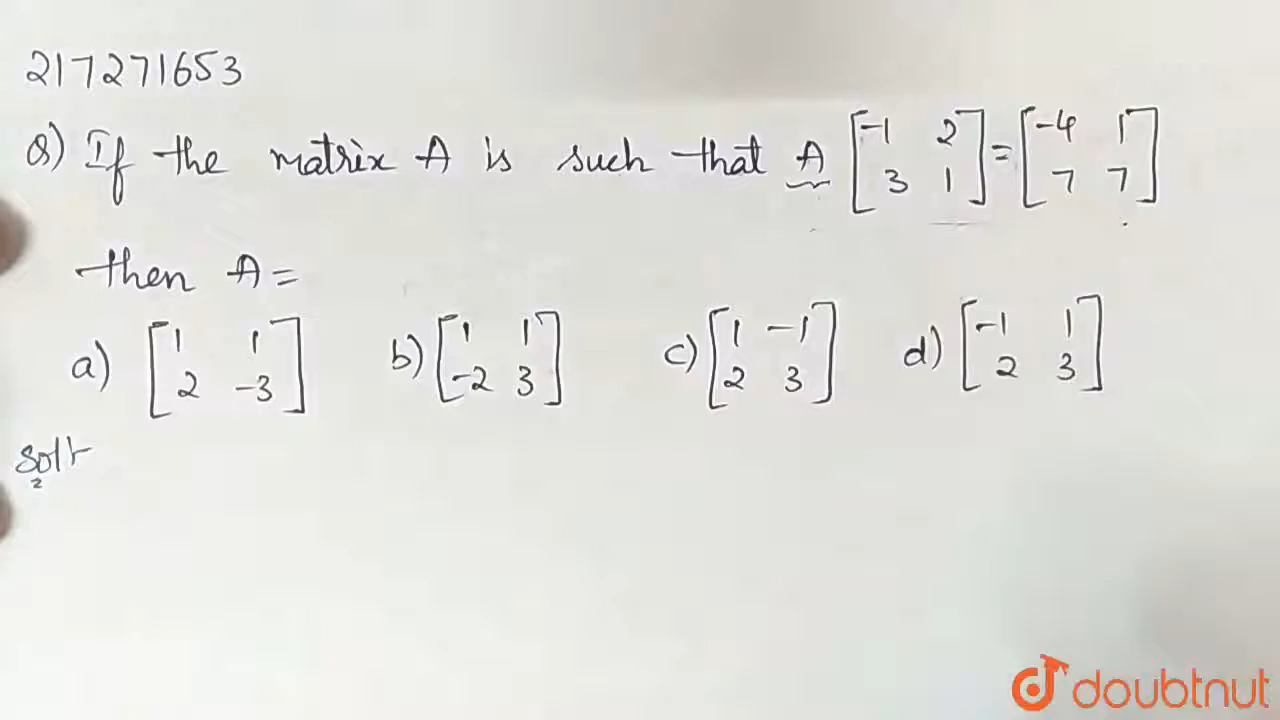 217271653
Q) If the matrix A is such that A [-1 2 3 1] = [-4 1 7 7]
then A =
a) [1 1 2 -3] b) [1 1 -2 3] c) [1 -1 2 3] d) [-1 1 2 3]
Sol:-
doubtnut